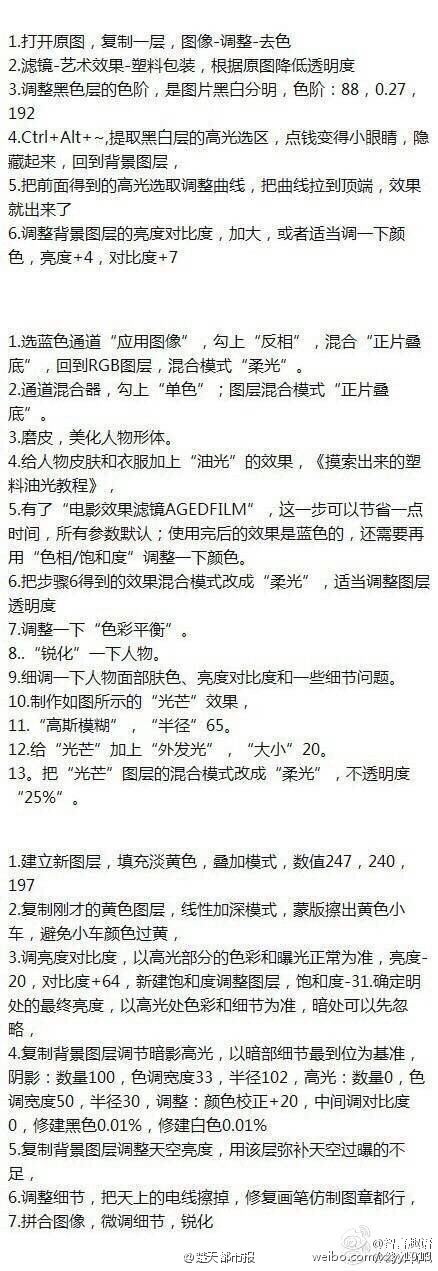 1.打开原图，复制一层，图像-调整-去色
2.滤镜-艺术效果-塑料包装，根据原图降低透明度
3.调整黑色层的色阶，是图片黑白分明，色阶：88，0.27，
192
4.Ctrl+Alt+~,提取黑白层的高光选区，点钱变得小眼睛，隐
藏起来，回到背景图层，
5.把前面得到的高光选取调整曲线，把曲线拉到顶端，效果
就出来了
6.调整背景图层的亮度对比度，加大，或者适当调一下颜
色，亮度+4，对比度+7
1.选蓝色通道“应用图像”，勾上“反相”，混合“正片叠
底”，回到RGB图层，混合模式“柔光”。
2.通道混合器，勾上“单色”；图层混合模式“正片叠
底”。
3.磨皮，美化人物形体。
4.给人物皮肤和衣服加上“油光”的效果，《摸索出来的塑
料油光教程》，
5.有了“电影效果滤镜AGEDFILM”，这一步可以节省一点
时间，所有参数默认；使用完后的效果是蓝色的，还需要再
用“色相/饱和度”调整一下颜色。
6.把步骤6得到的效果混合模式改成“柔光”，适当调整图层
透明度
7.调整一下“色彩平衡”。
8..“锐化”一下人物。
9.细调一下人物面部肤色、亮度对比度和一些细节问题。
10.制作如图所示的“光芒”效果，
11.“高斯模糊”，“半径”65。
12.给“光芒”加上“外发光”，“大小”20。
13。把“光芒”图层的混合模式改成“柔光”，不透明度
“25%”。
1.建立新图层，填充淡黄色，叠加模式，数值247，240，
197
2.复制刚才的黄色图层，线性加深模式，蒙版擦出黄色小
车，避免小车颜色过黄，
3.调亮度对比度，以高光部分的色彩和曝光正常为准，亮度-
20，对比度+64，新建饱和度调整图层，饱和度-31.确定明
处的最终亮度，以高光处色彩和细节为准，暗处可以先忽
略，
4.复制背景图层调节暗影高光，以暗部细节最到位为基准，
阴影：数量100，色调宽度33，半径102，高光：数量0，色
调宽度50，半径30，调整：颜色校正+20，中间调对比度
0，修建黑色0.01%，修建白色0.01%
5.复制背景图层调整天空亮度，用该层弥补天空过曝的不
足，
6.调整细节，把天上的电线擦掉，修复画笔仿制图章都行，
7.拼合图像，微调细节，锐化
@楚天都市报